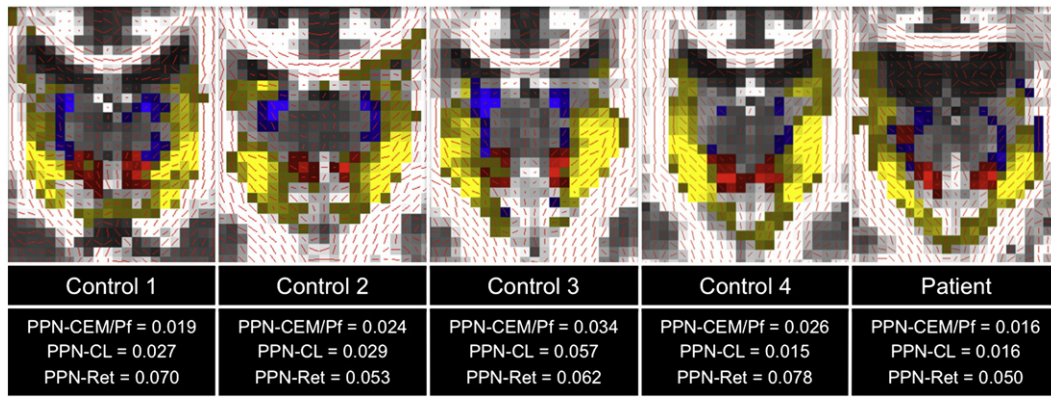 Control 1
Control 2
Control 3
Control 4
Patient
PPN-CEM/Pf = 0.019
PPN-CL = 0.027
PPN-Ret = 0.070
PPN-CEM/Pf = 0.024
PPN-CL = 0.029
PPN-Ret = 0.053
PPN-CEM/Pf = 0.034
PPN-CL = 0.057
PPN-Ret = 0.062
PPN-CEM/Pf = 0.026
PPN-CL = 0.015
PPN-Ret = 0.078
PPN-CEM/Pf = 0.016
PPN-CL = 0.016
PPN-Ret = 0.050